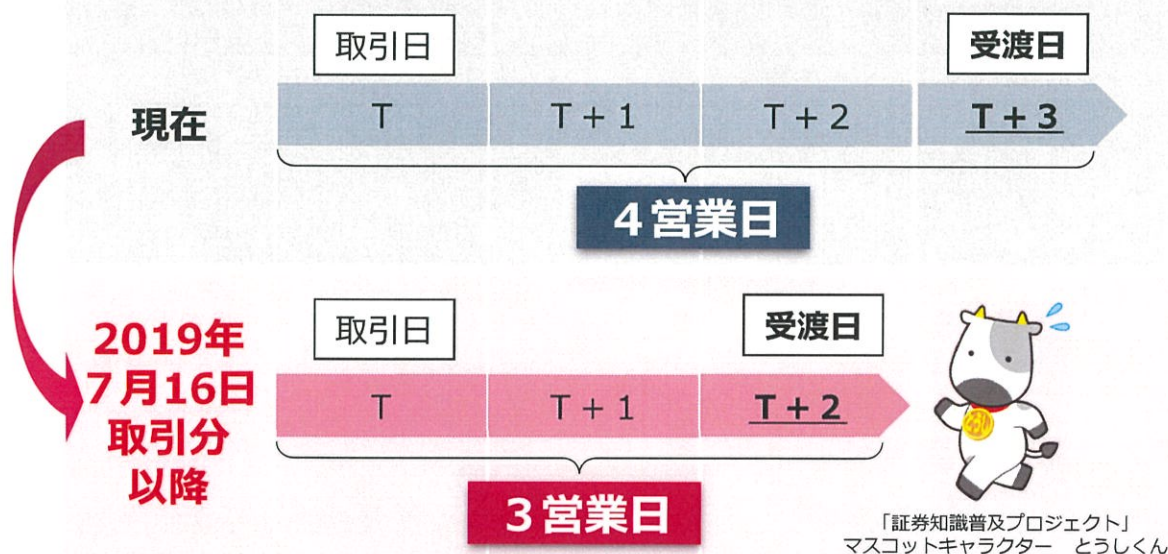 取引日
受渡日
現在
T
T+1
T+2
T+3
4営業日
2019年
7月16日
取引分
以降
取引日
受渡日
T
T+1
T+2
3営業日
「証券知識普及プロジェクト」
マスコットキャラクター とうしくん